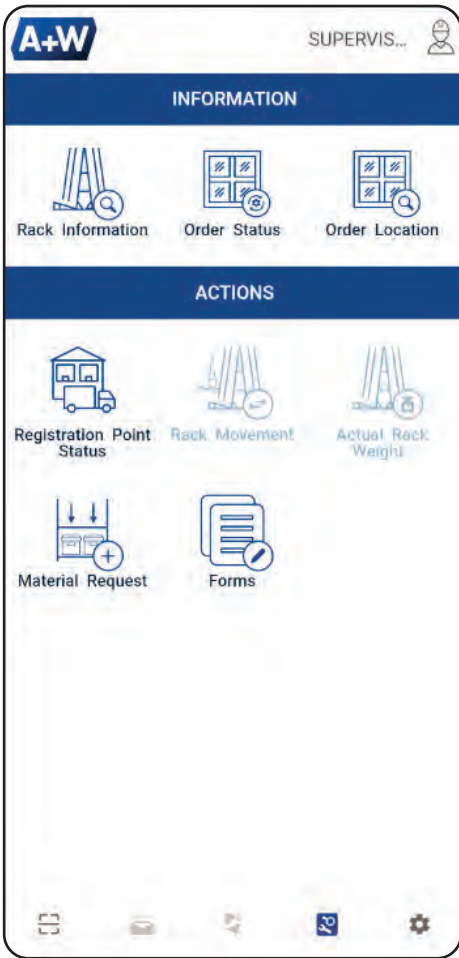 A+W
SUPERVIS...
INFORMATION
Rack Information
Order Status
Order Location
ACTIONS
Registration Point
Status
Rack Movement
Actual Rack
Weight
Material Request
Forms